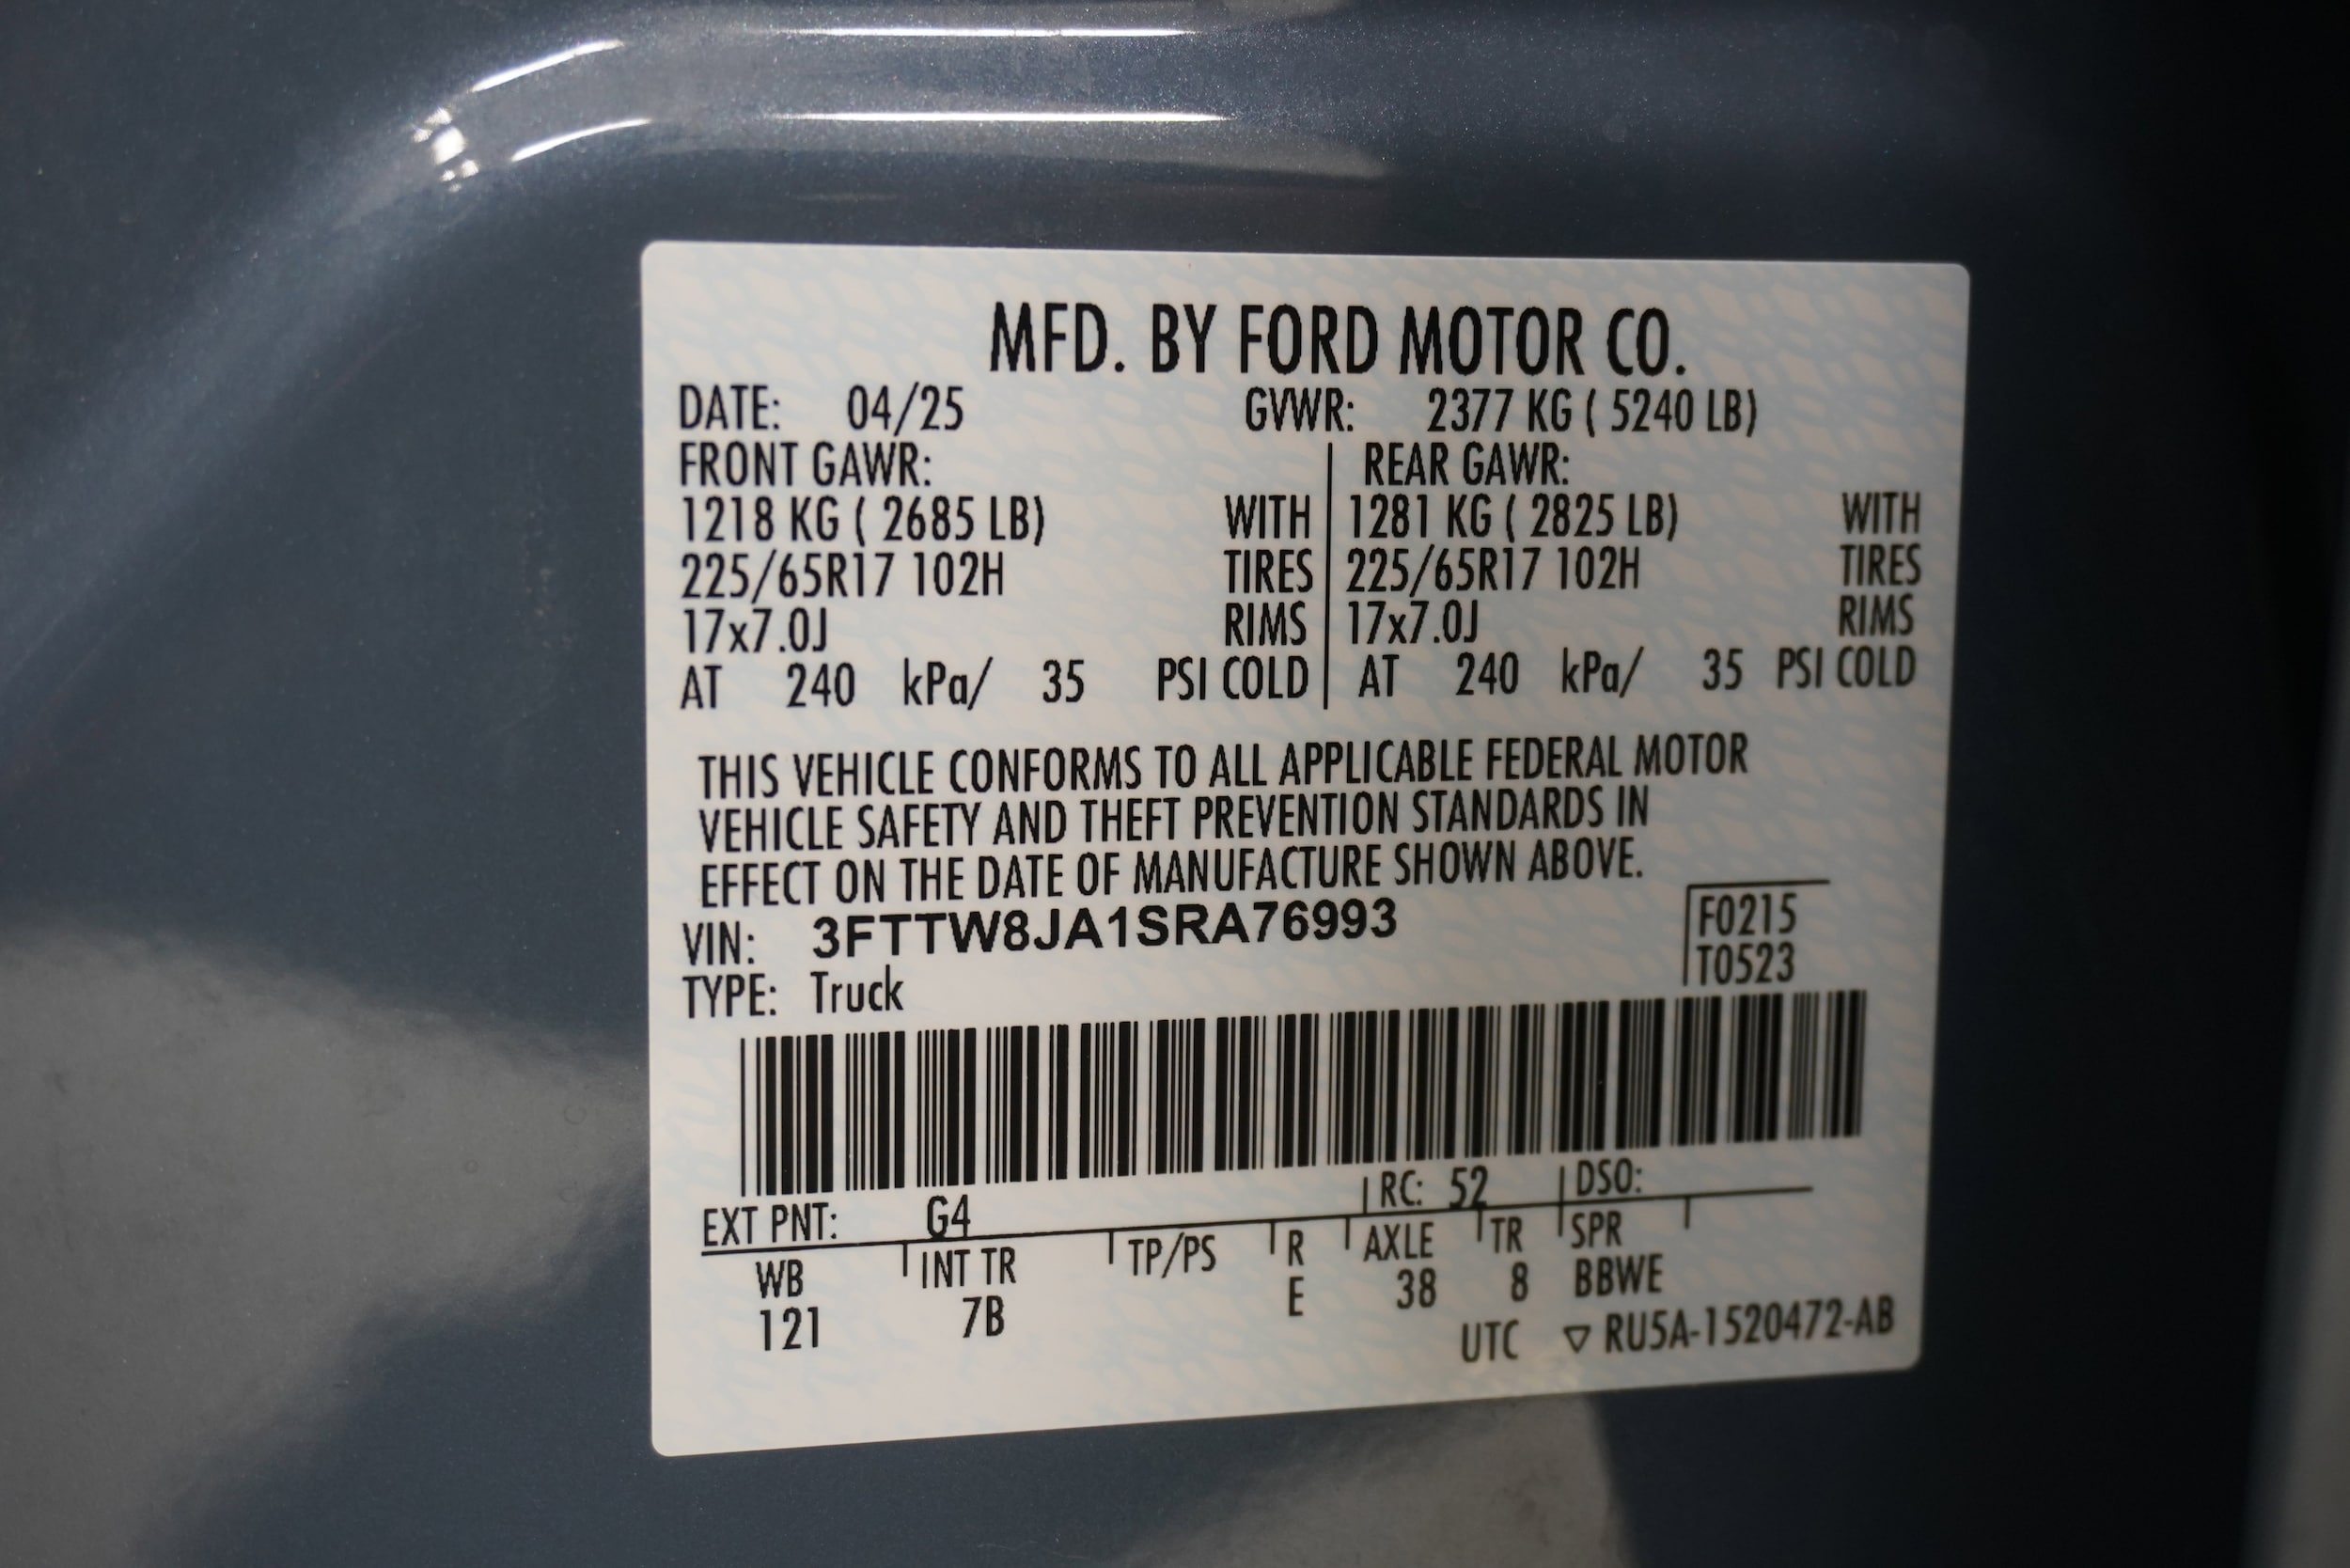 MFD. BY FORD MOTOR CO.
DATE: 04/25 GVWR: 2377 KG ( 5240 LB)
FRONT GAWR: REAR GAWR:
1218 KG ( 2685 LB) WITH 1281 KG ( 2825 LB) WITH
225/65R17 102H TIRES 225/65R17 102H TIRES
17x7.0J RIMS 17x7.0J RIMS
AT 240 kPa/ 35 PSI COLD AT 240 kPa/ 35 PSI COLD
THIS VEHICLE CONFORMS TO ALL APPLICABLE FEDERAL MOTOR
VEHICLE SAFETY AND THEFT PREVENTION STANDARDS IN
EFFECT ON THE DATE OF MANUFACTURE SHOWN ABOVE.
VIN: 3FTTW8JA1SRA76993 F0215
TYPE: Truck T0523
EXT PNT: G4 RC: 52 DSO:
WB INT TR TP/PS R AXLE TR SPR
121 7B E 38 8 BBWE
UTC ▽ RU5A-1520472-AB